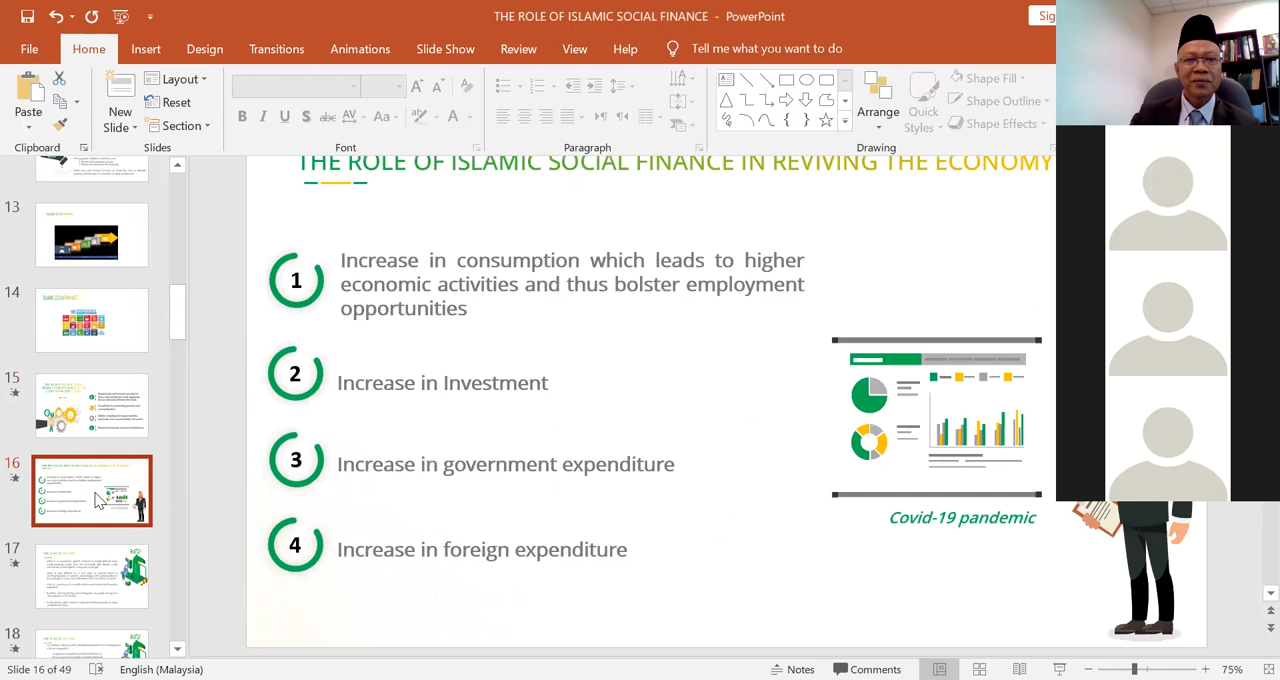 THE ROLE OF ISLAMIC SOCIAL FINANCE - PowerPoint
Sig
File Home Insert Design Transitions Animations Slide Show Review View Help Tell me what you want to do
Paste
Clipboard
New
Slide
Layout
Reset
Section
Slides
B I U S abc AV Aa A
Font
Paragraph
Arrange
Quick
Styles
Drawing
Shape Fill
Shape Outline
Shape Effects
13
14
15
16
17
18
THE ROLE OF ISLAMIC SOCIAL FINANCE IN REVIVING THE ECONOMY
1
Increase in consumption which leads to higher
economic activities and thus bolster employment
opportunities
2
Increase in Investment
3
Increase in government expenditure
4
Increase in foreign expenditure
Covid-19 pandemic
Slide 16 of 49 English (Malaysia) Notes Comments 75%